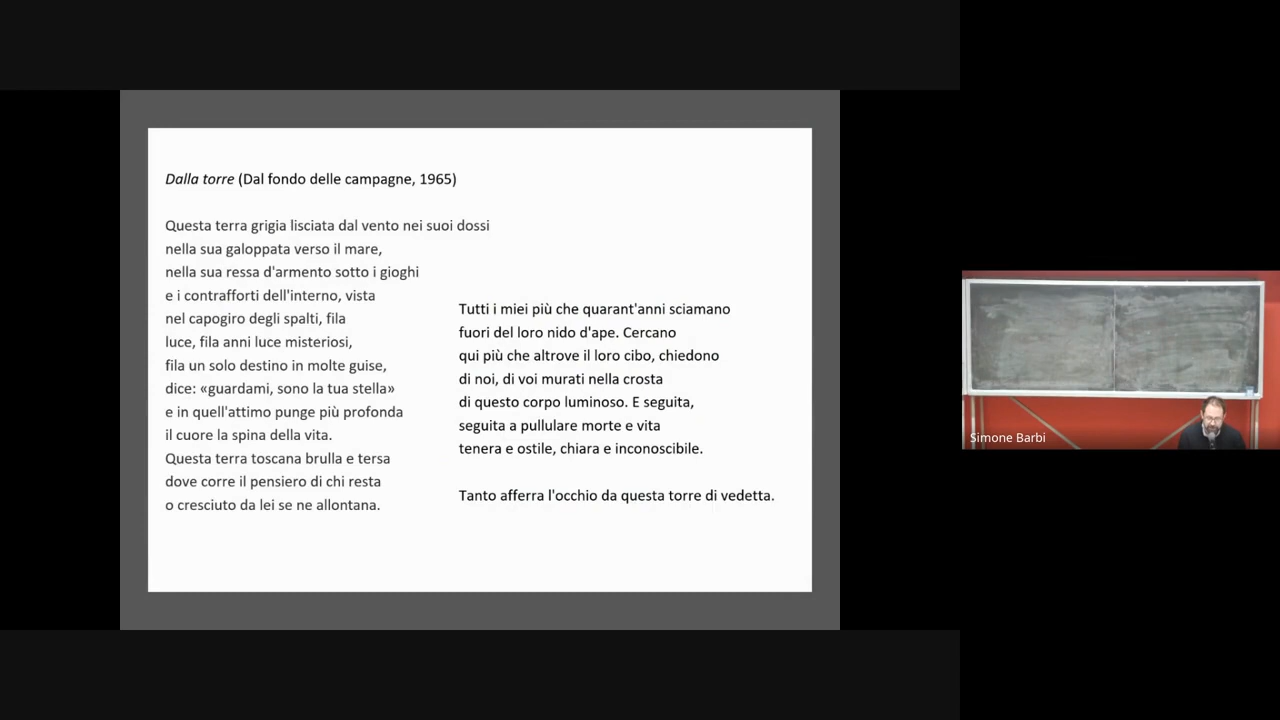 Dalla torre (Dal fondo delle campagne, 1965)
Questa terra grigia lisciata dal vento nei suoi dossi
nella sua galoppata verso il mare,
nella sua ressa d'armento sotto i gioghi
e i contrafforti dell'interno, vista
nel capogiro degli spalti, fila
luce, fila anni luce misteriosi,
fila un solo destino in molte guise,
dice: «guardami, sono la tua stella»
e in quell'attimo punge più profonda
il cuore la spina della vita.
Questa terra toscana brulla e tersa
dove corre il pensiero di chi resta
o cresciuto da lei se ne allontana.
Tutti i miei più che quarant'anni sciamano
fuori del loro nido d'ape. Cercano
qui più che altrove il loro cibo, chiedono
di noi, di voi murati nella crosta
di questo corpo luminoso. E seguita,
seguita a pullulare morte e vita
tenera e ostile, chiara e inconoscibile.
Tanto afferra l'occhio da questa torre di vedetta.
Simone Barbi